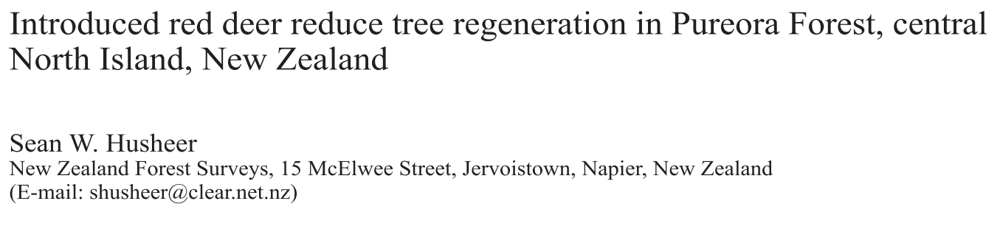 Introduced red deer reduce tree regeneration in Pureora Forest, central
North Island, New Zealand
Sean W. Husheer
New Zealand Forest Surveys, 15 McElwee Street, Jervoistown, Napier, New Zealand
(E-mail: shusheer@clear.net.nz)